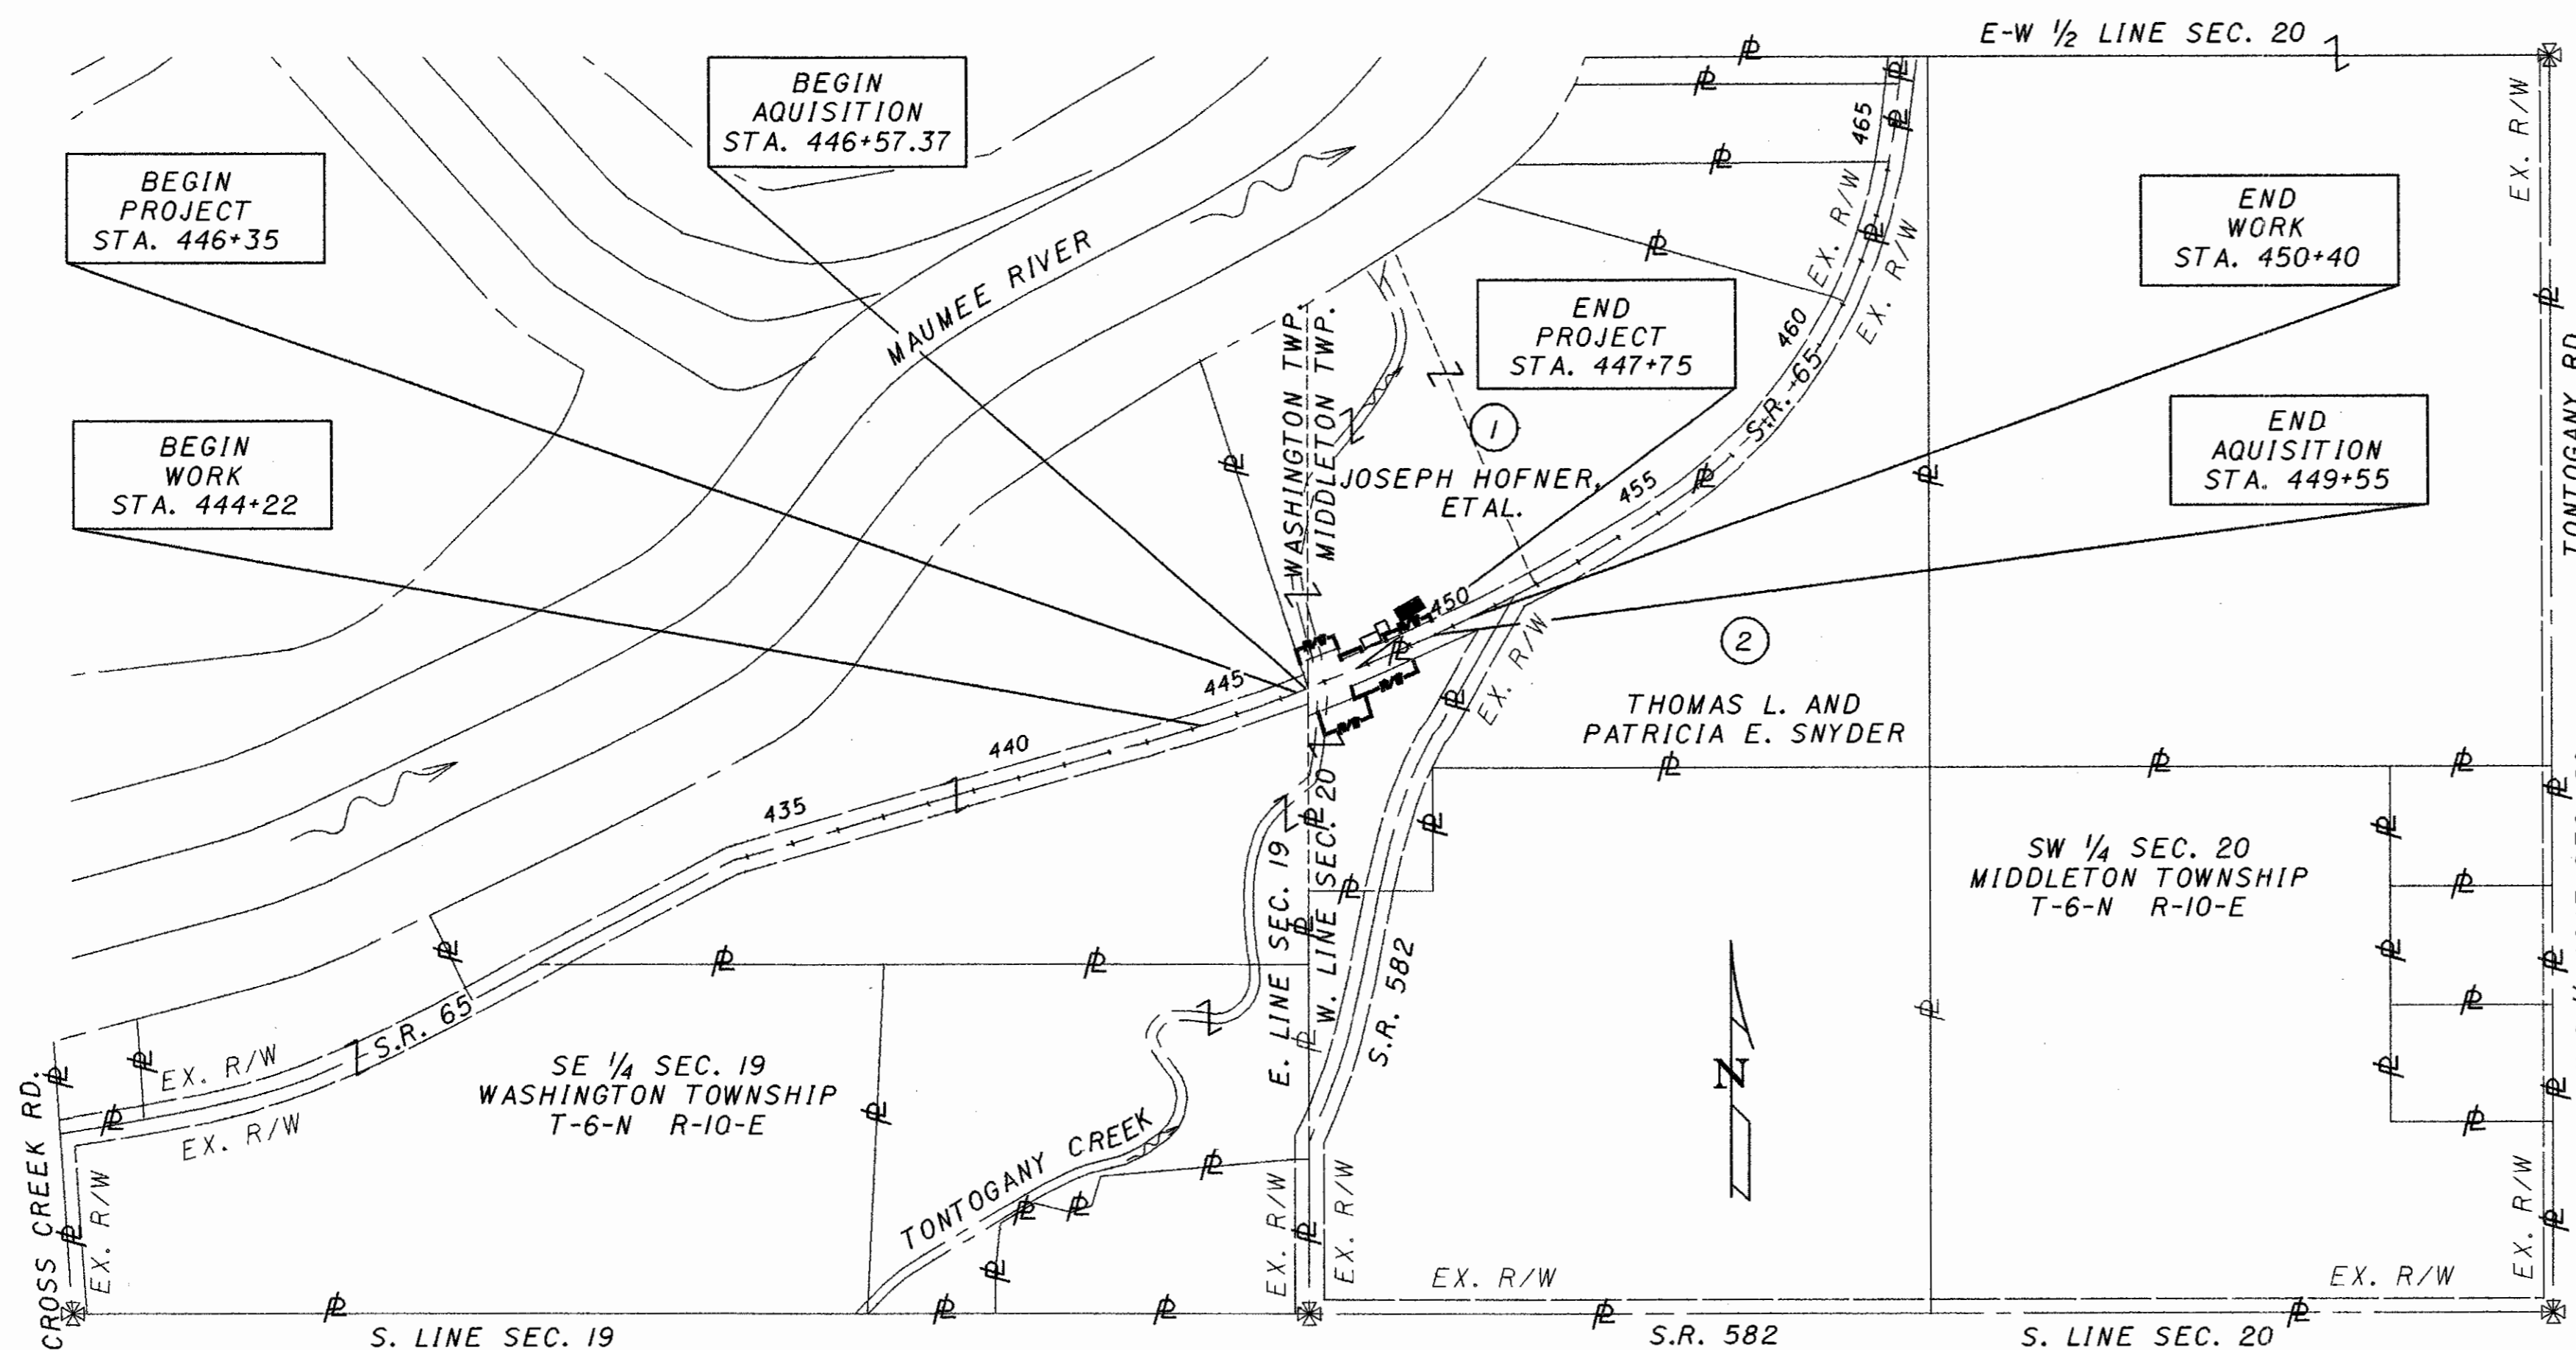 E-W 1/2 LINE SEC. 20
BEGIN
AQUISITION
STA. 446+57.37
BEGIN
PROJECT
STA. 446+35
BEGIN
WORK
STA. 444+22
END
WORK
STA. 450+40
END
PROJECT
STA. 447+75
END
AQUISITION
STA. 449+55
MAUMEE RIVER
WASHINGTON TWP.
MIDDLETON TWP.
1
JOSEPH HOFNER,
ET AL.
2
THOMAS L. AND
PATRICIA E. SNYDER
465
460
455
450
445
440
435
S.R. 65
S.R. 65
EX. R/W
EX. R/W
EX. R/W
EX. R/W
EX. R/W
EX. R/W
EX. R/W
EX. R/W
EX. R/W
EX. R/W
EX. R/W
EX. R/W
TONTOGANY RD.
SW 1/4 SEC. 20
MIDDLETON TOWNSHIP
T-6-N R-10-E
SE 1/4 SEC. 19
WASHINGTON TOWNSHIP
T-6-N R-10-E
E. LINE SEC. 19
W. LINE SEC. 20
S.R. 582
N
TONTOGANY CREEK
CROSS CREEK RD.
EX. R/W
S. LINE SEC. 19
S.R. 582
S. LINE SEC. 20